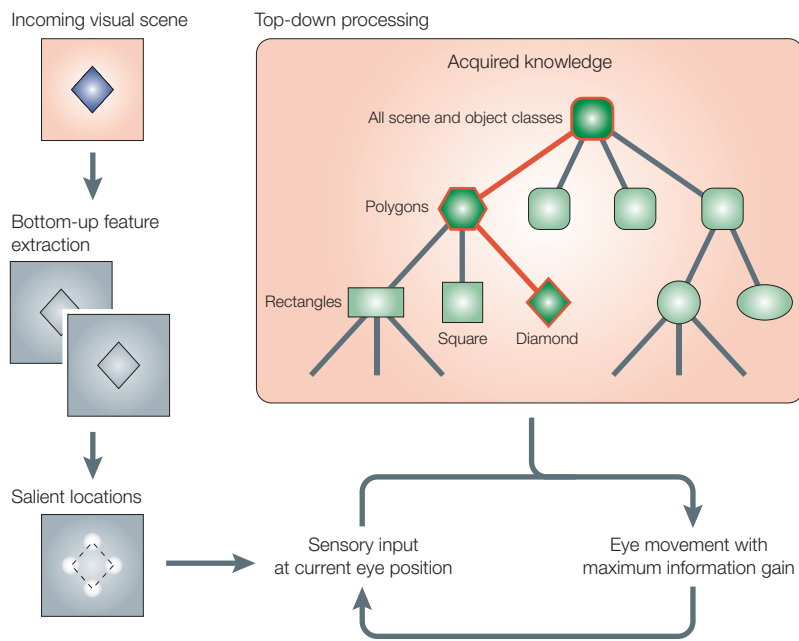 Incoming visual scene
Top-down processing
Acquired knowledge
All scene and object classes
Polygons
Bottom-up feature
extraction
Rectangles
Square
Diamond
Salient locations
Sensory input
at current eye position
Eye movement with
maximum information gain